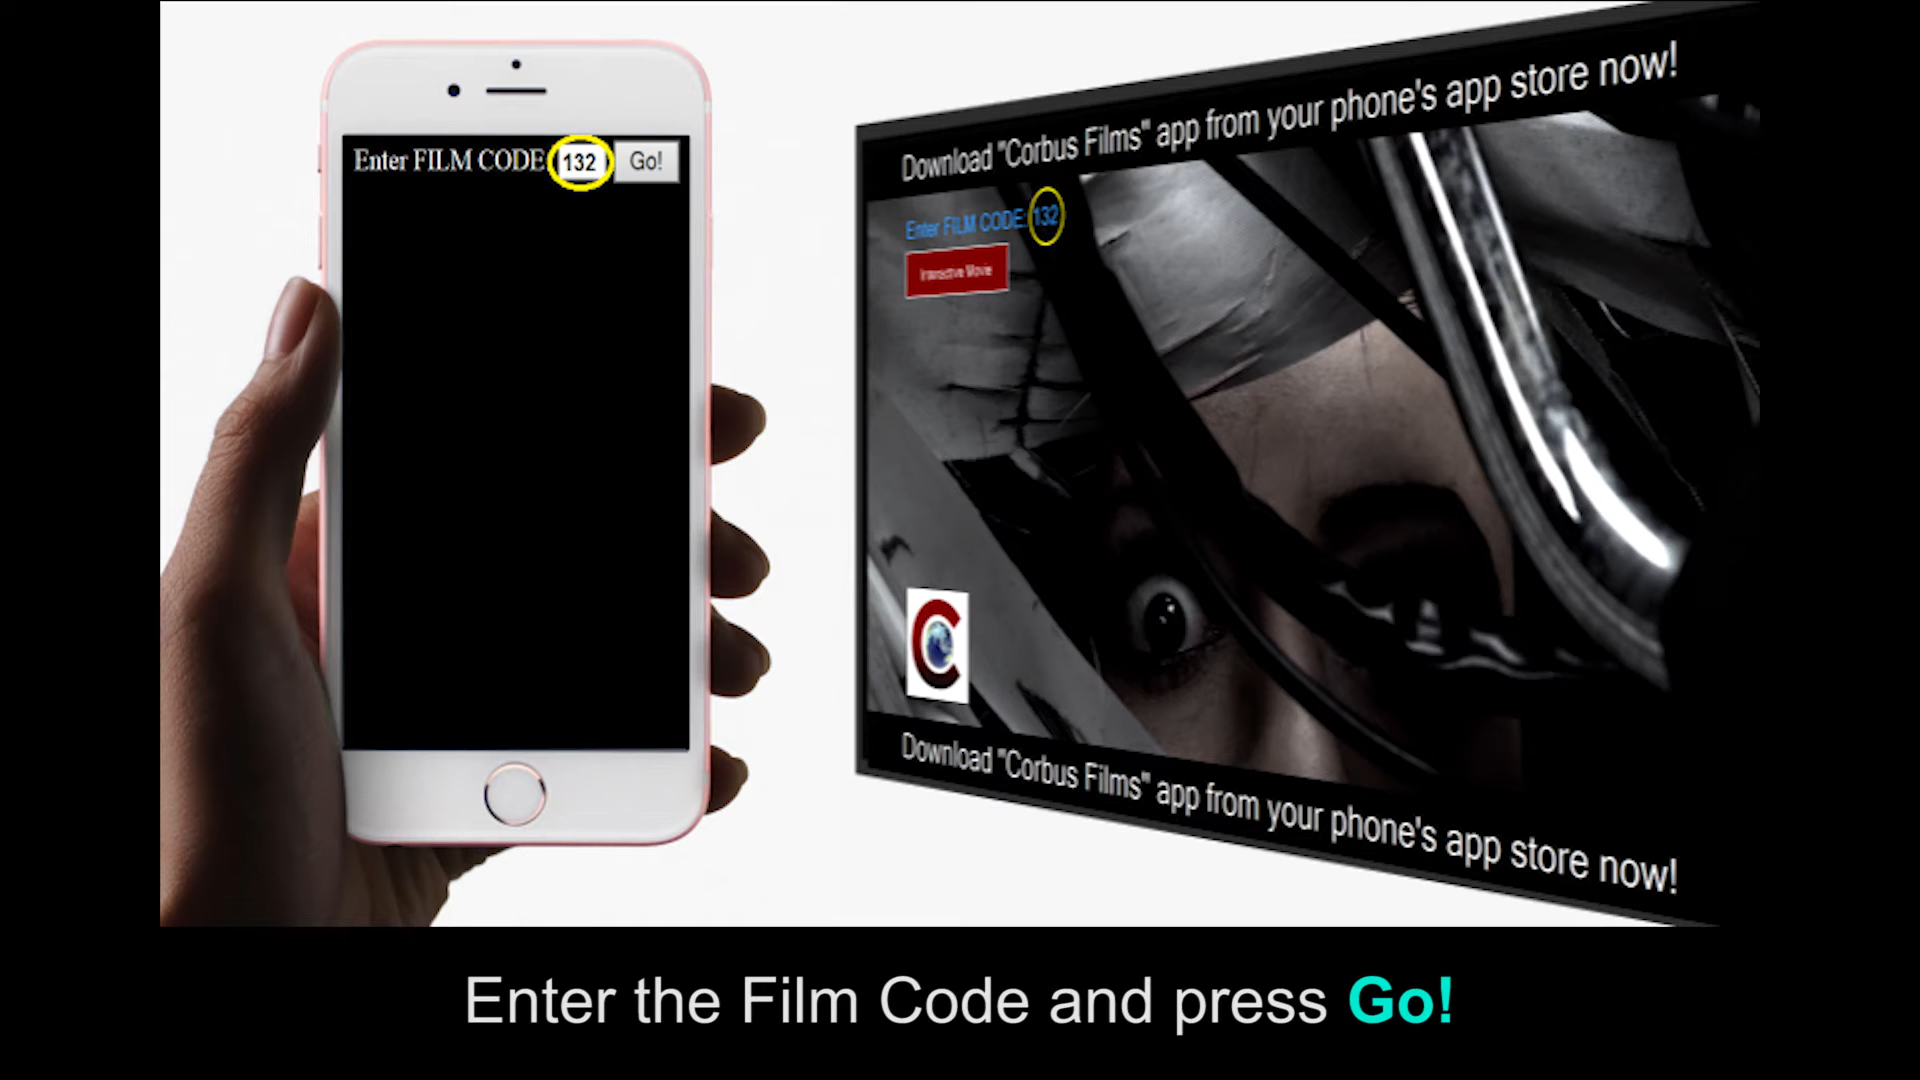 Enter FILM CODE 132 Go!
Download "Corbus Films" app from your phone's app store now!
Enter FILM CODE: 132
Interactive Movie
Download "Corbus Films" app from your phone's app store now!
Enter the Film Code and press Go!